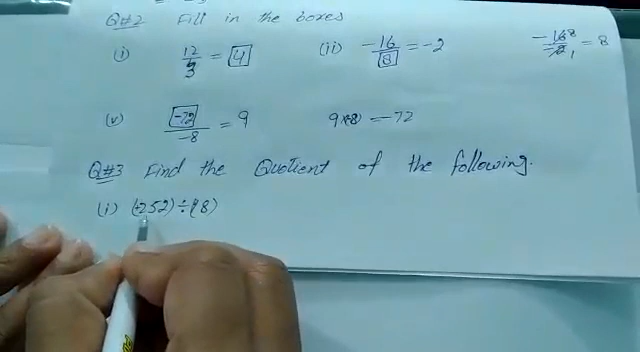 Q#2 Fill in the boxes
(i) 12/3 = 4 (ii) -16/8 = -2 -16/-2 = 8
(v) -72/-8 = 9 9×(-8) = -72
Q#3 Find the Quotient of the following.
(i) (+252)÷(8)